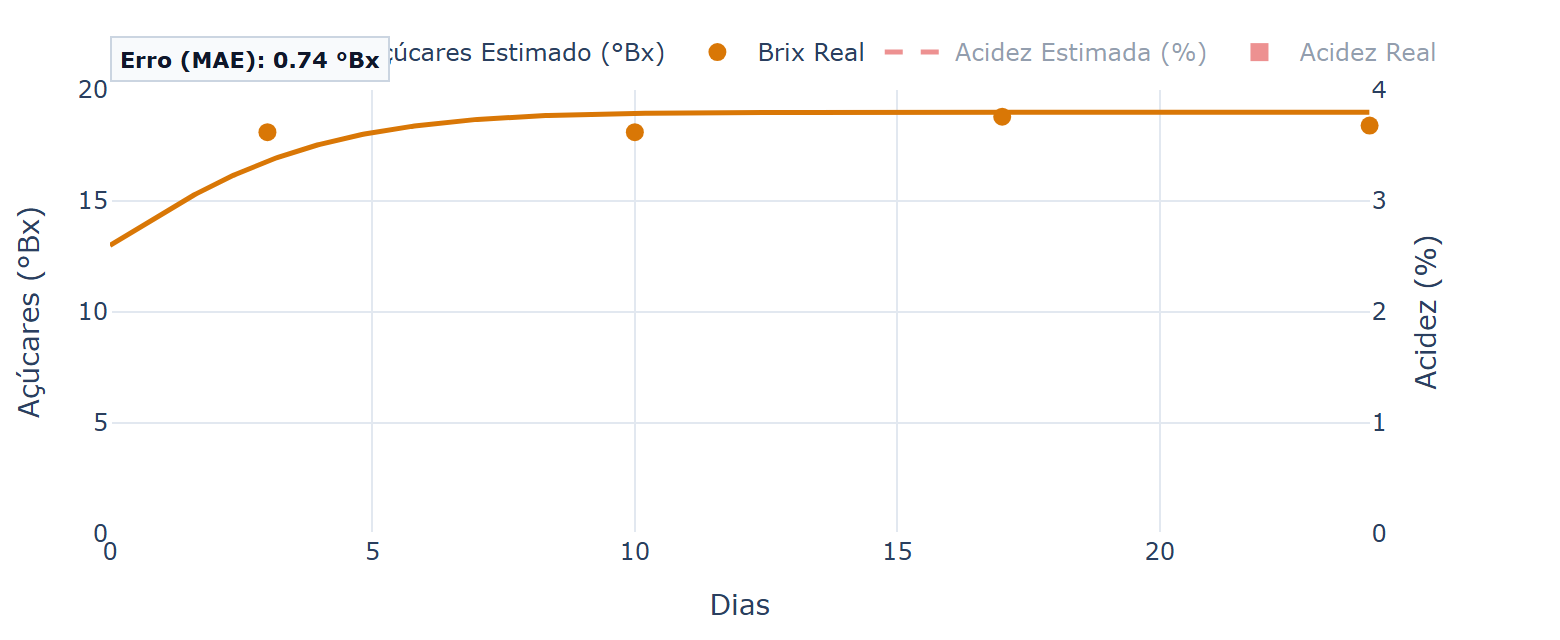 Erro (MAE): 0.74 °Bx
çúcares Estimado (°Bx)
Brix Real
Acidez Estimada (%)
Acidez Real
20
15
10
5
0
Açúcares (°Bx)
4
3
2
1
0
Acidez (%)
0
5
10
15
20
Dias